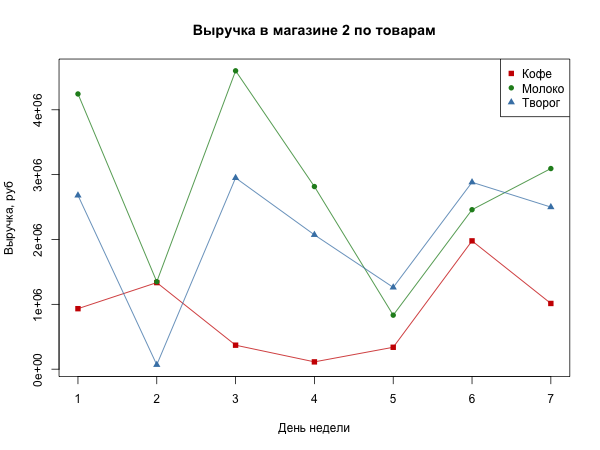 Выручка в магазине 2 по товарам
Кофе
Молоко
Творог
Выручка, руб
4e+06
3e+06
2e+06
1e+06
0e+00
1 2 3 4 5 6 7
День недели